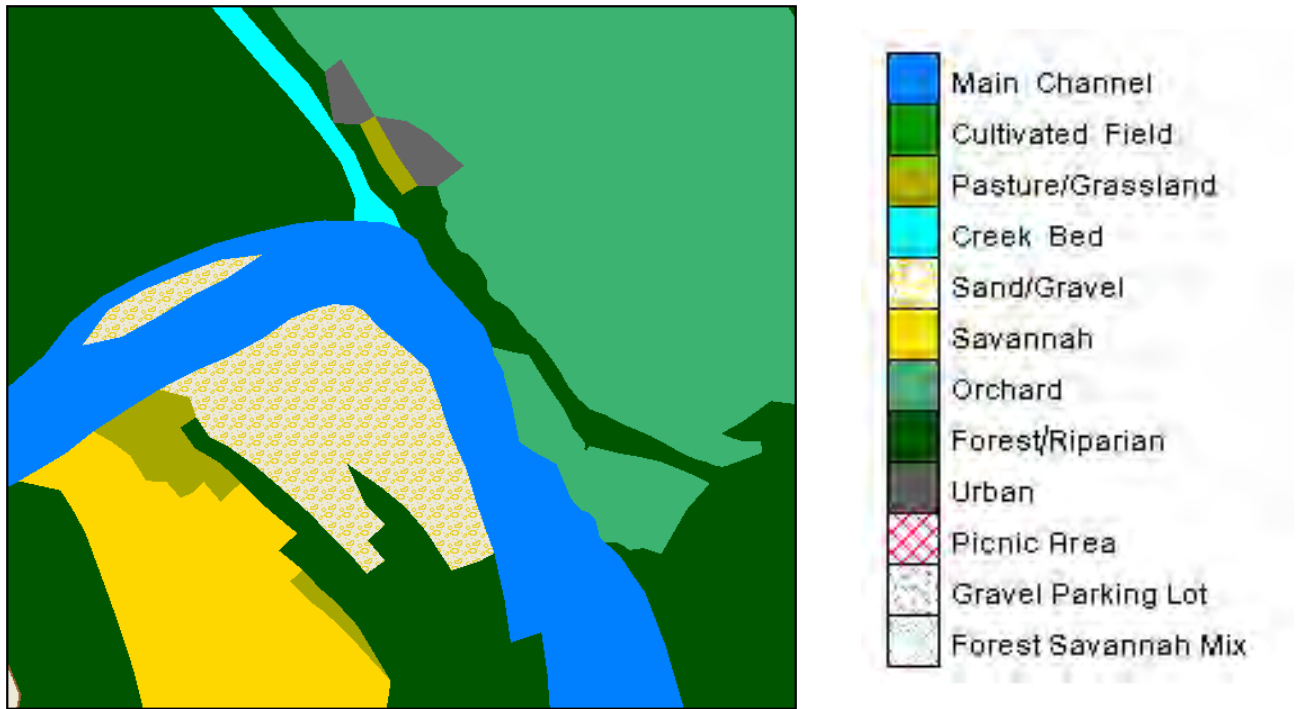 Main Channel
Cultivated Field
Pasture/Grassland
Creek Bed
Sand/Gravel
Savannah
Orchard
Forest/Riparian
Urban
Picnic Area
Gravel Parking Lot
Forest Savannah Mix